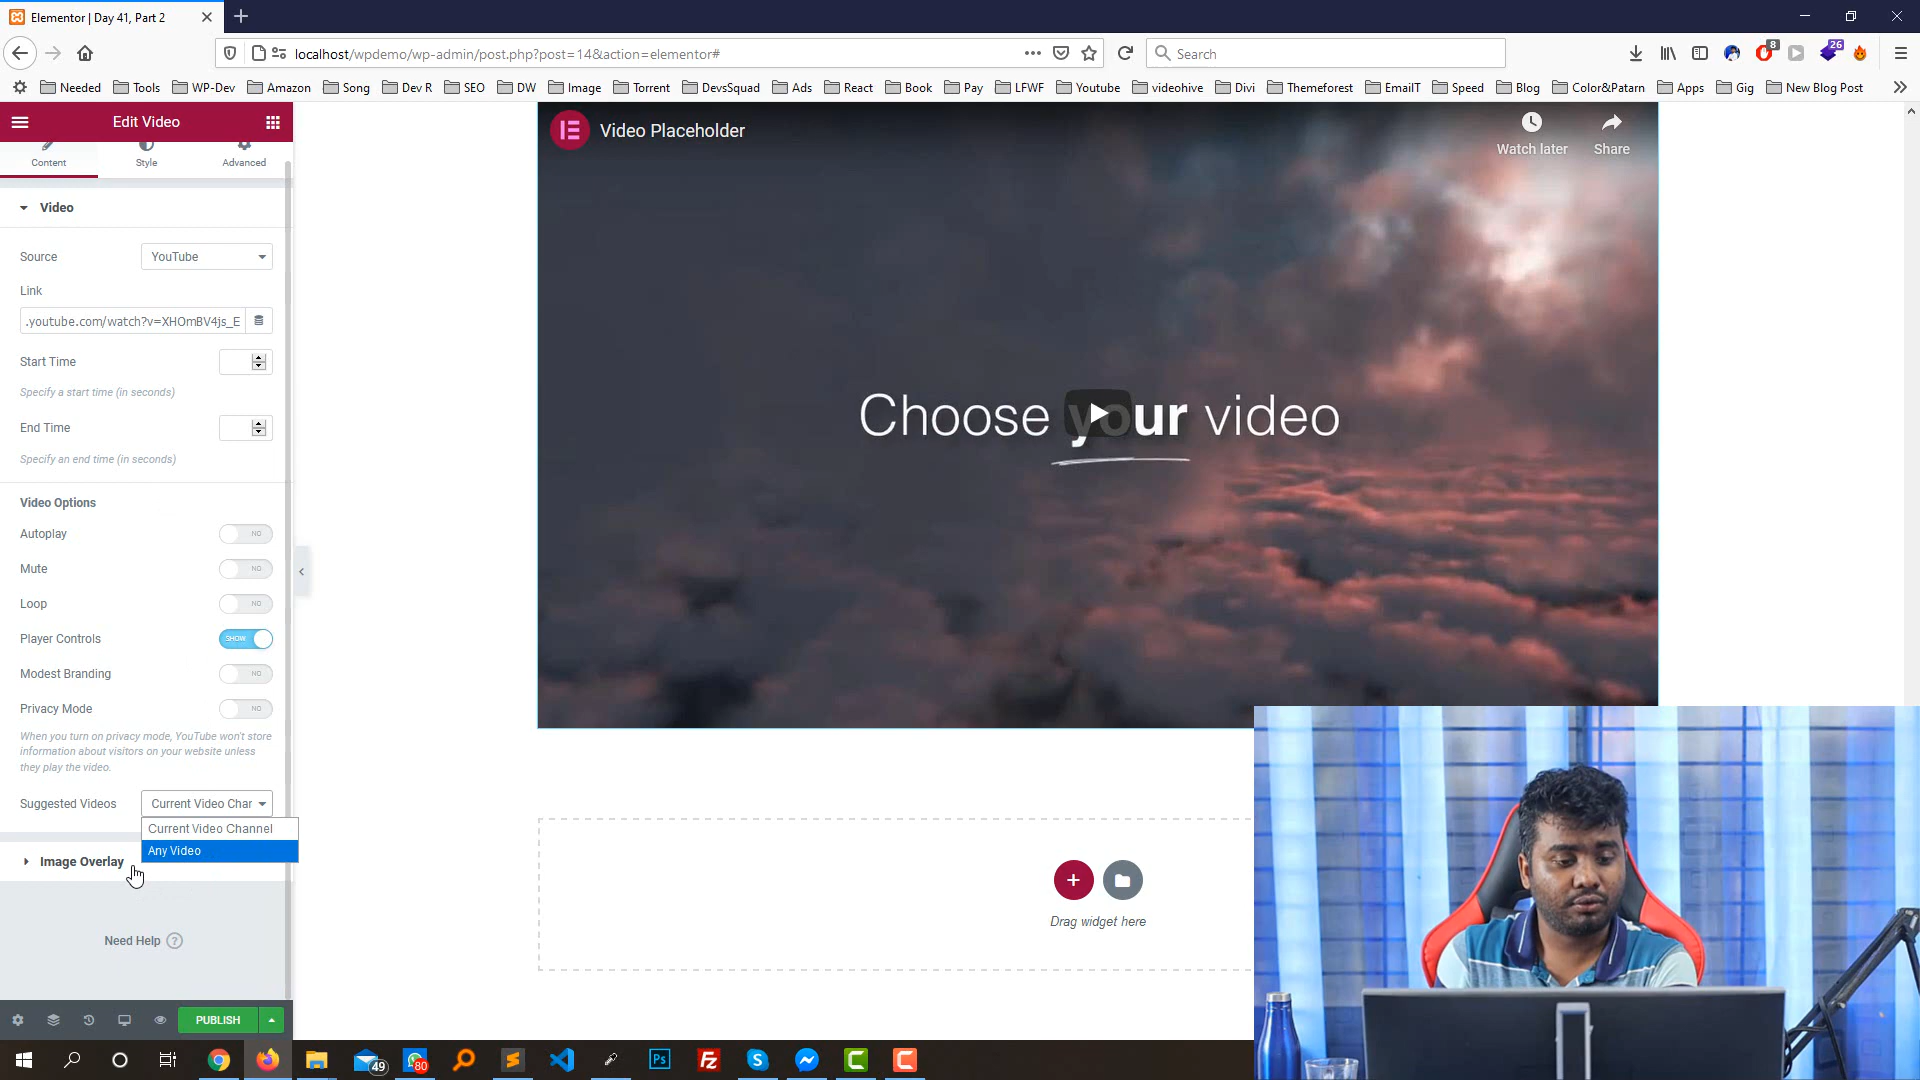 Elementor | Day 41, Part 2
localhost/wpdemo/wp-admin/post.php?post=14&action=elementor#
Search
8
26
Needed
Tools
WP-Dev
Amazon
Song
Dev R
SEO
DW
Image
Torrent
DevsSquad
Ads
React
Book
Pay
LFWF
Youtube
videohive
Divi
Themeforest
EmailT
Speed
Blog
Color&Patarn
Apps
Gig
New Blog Post
Edit Video
Content
Style
Advanced
Video
Source
YouTube
Link
.youtube.com/watch?v=XHOmBV4js_E
Start Time
Specify a start time (in seconds)
End Time
Specify an end time (in seconds)
Video Options
Autoplay
NO
Mute
NO
Loop
NO
Player Controls
SHOW
Modest Branding
NO
Privacy Mode
NO
When you turn on privacy mode, YouTube won't store
information about visitors on your website unless
they play the video.
Suggested Videos
Current Video Char
Current Video Channel
Any Video
Image Overlay
Need Help ?
PUBLISH
Video Placeholder
Watch later
Share
Choose your video
Drag widget here
49
80
Ps
Fz